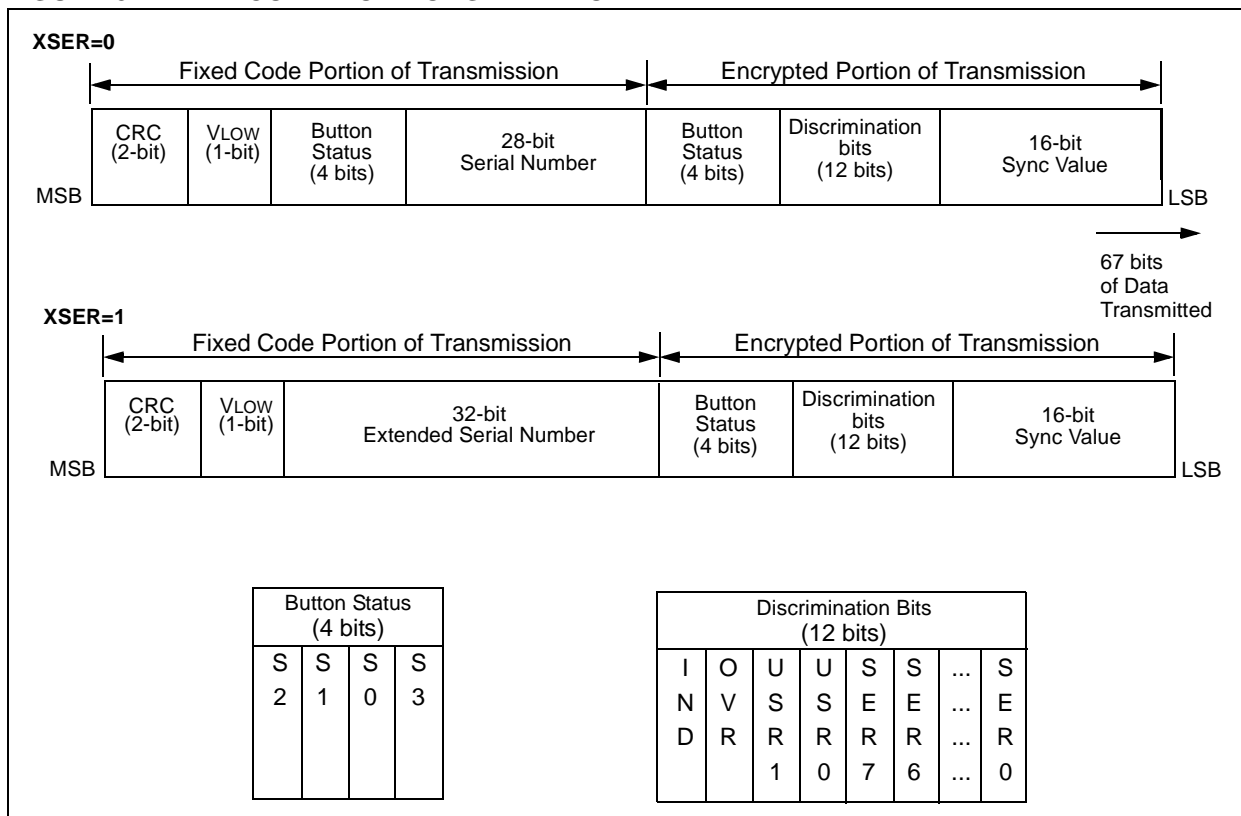 XSER=0
Fixed Code Portion of Transmission
Encrypted Portion of Transmission
CRC
(2-bit)
VLOW
(1-bit)
Button
Status
(4 bits)
28-bit
Serial Number
Button
Status
(4 bits)
Discrimination
bits
(12 bits)
16-bit
Sync Value
MSB
LSB
67 bits
of Data
Transmitted
XSER=1
Fixed Code Portion of Transmission
Encrypted Portion of Transmission
CRC
(2-bit)
VLOW
(1-bit)
32-bit
Extended Serial Number
Button
Status
(4 bits)
Discrimination
bits
(12 bits)
16-bit
Sync Value
MSB
LSB
Button Status
(4 bits)
S S S S
2 1 0 3
Discrimination Bits
(12 bits)
I O U U S S ... S
N V S S E E ... E
D R R R R R ... R
1 0 7 6 ... 0